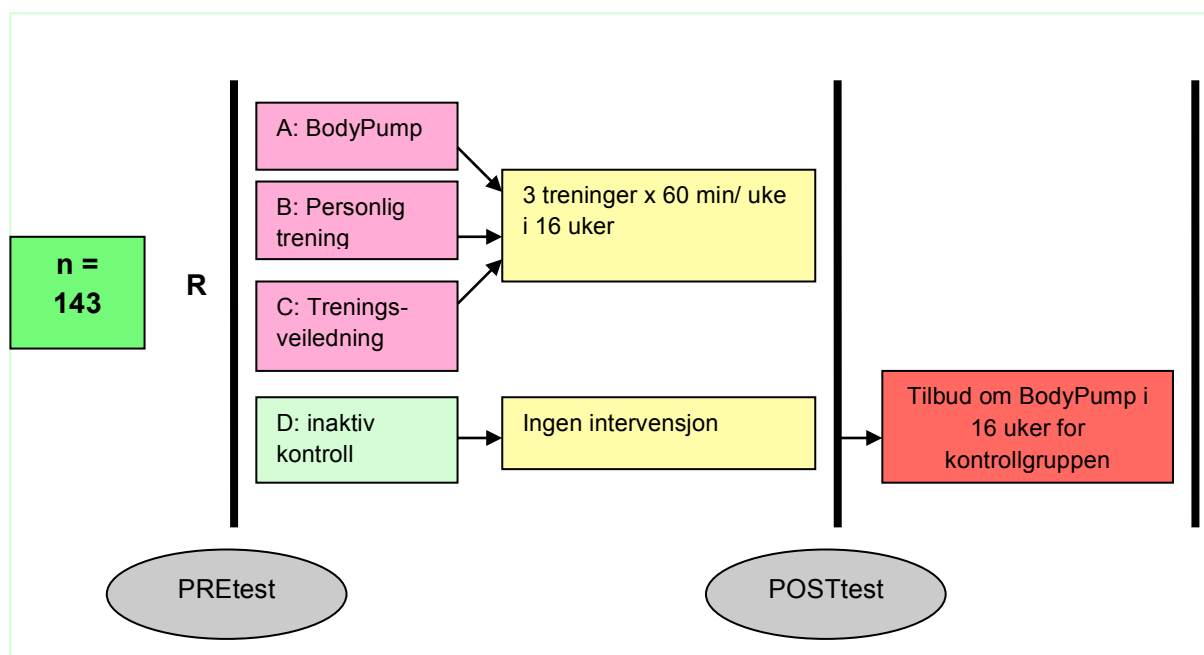 n =
143
R
A: BodyPump
B: Personlig
trening
C: Trenings-
veiledning
D: inaktiv
kontroll
3 treninger x 60 min/ uke
i 16 uker
Ingen intervensjon
Tilbud om BodyPump i
16 uker for
kontrollgruppen
PREtest
POSTtest